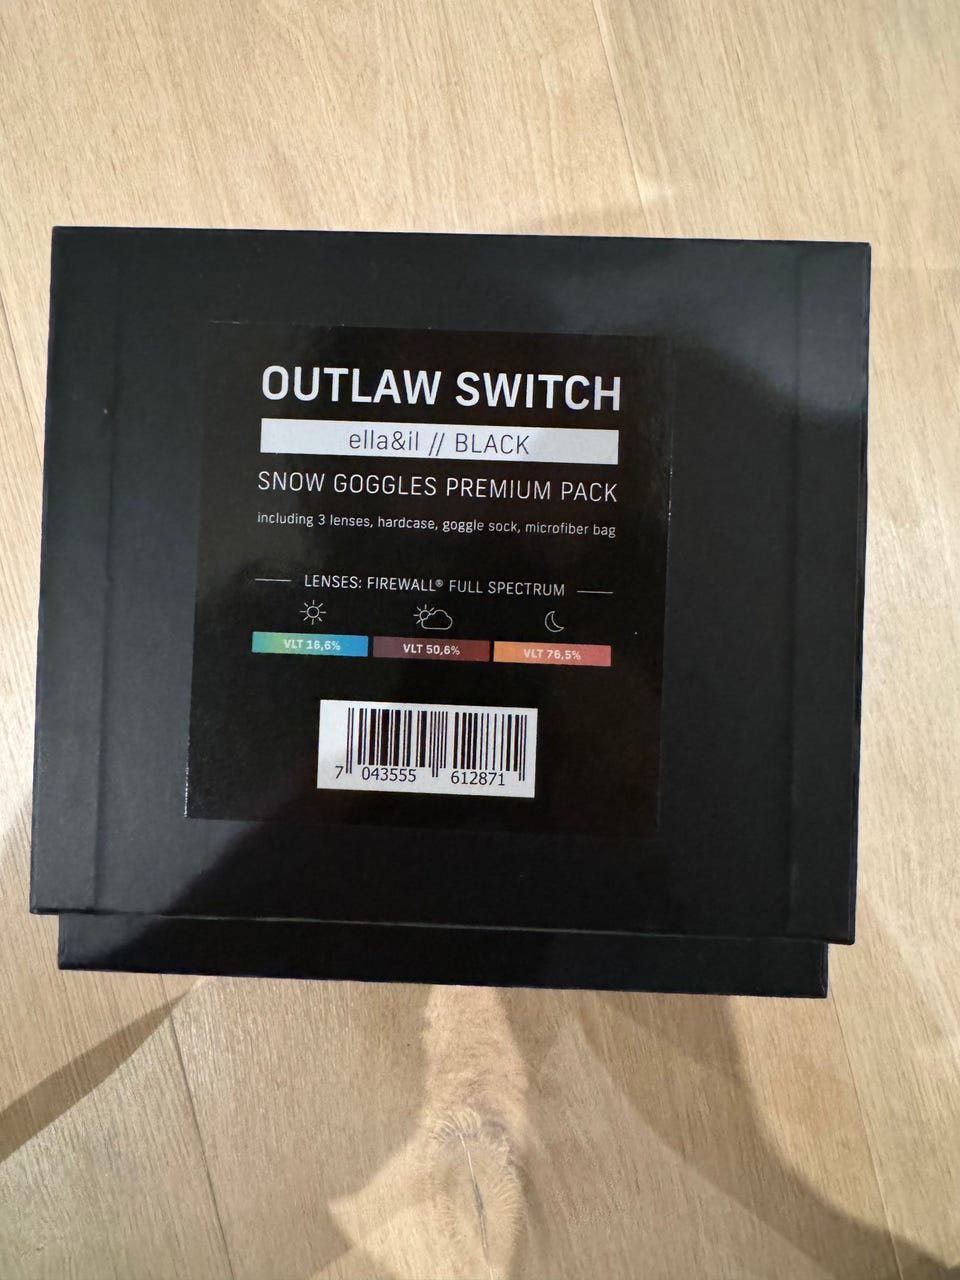 OUTLAW SWITCH
ella&il // BLACK
SNOW GOGGLES PREMIUM PACK
including 3 lenses, hardcase, goggle sock, microfiber bag
LENSES: FIREWALL® FULL SPECTRUM
VLT 16,6% VLT 50,6% VLT 76,5%
7 043555 612871